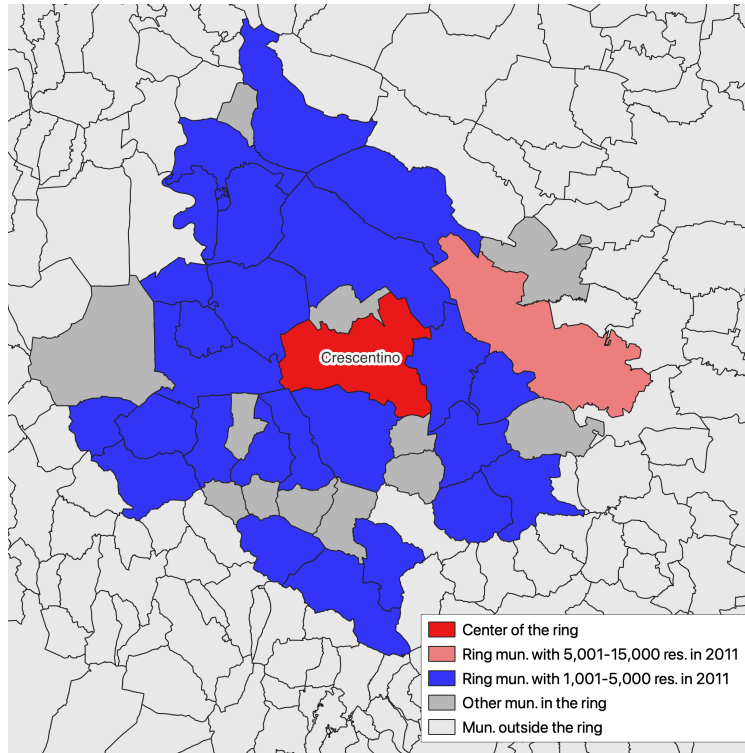 Crescentino
Center of the ring
Ring mun. with 5,001-15,000 res. in 2011
Ring mun. with 1,001-5,000 res. in 2011
Other mun. in the ring
Mun. outside the ring